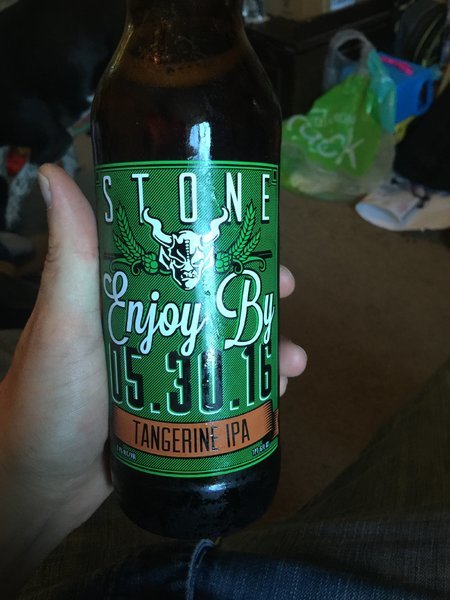 STONE
Enjoy By
05.30.16
TANGERINE IPA